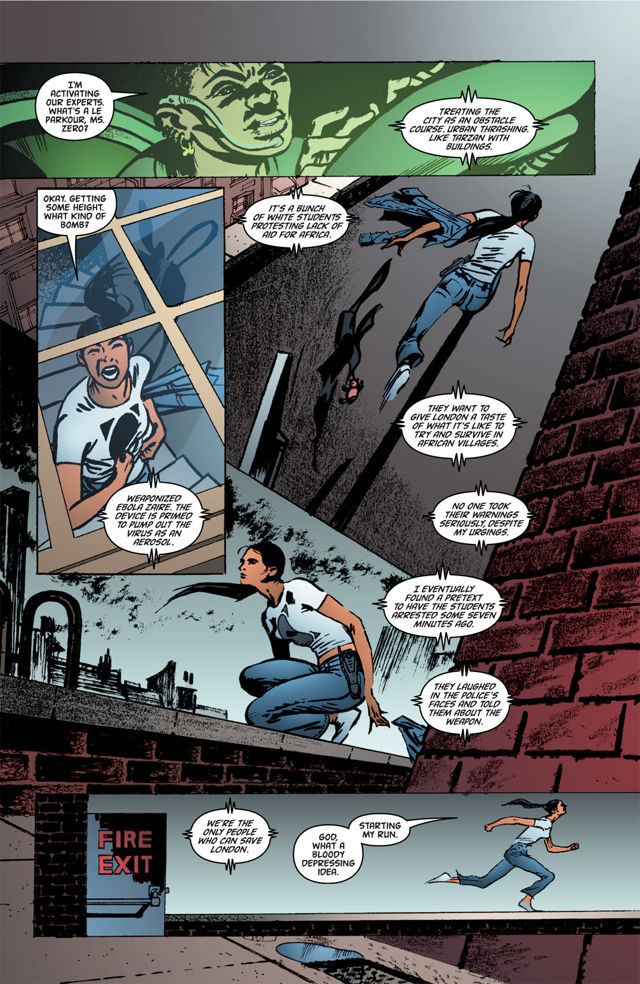 I'M
ACTIVATING
OUR EXPERTS.
WHAT'S A LE
PARKOUR, MS.
ZERO?
TREATING THE
CITY AS AN OBSTACLE
COURSE. URBAN THRASHING.
LIKE TARZAN WITH
BUILDINGS.
OKAY. GETTING
SOME HEIGHT.
WHAT KIND OF
BOMB?
IT'S A BUNCH
OF WHITE STUDENTS
PROTESTING LACK OF
AID FOR AFRICA.
WEAPONIZED
EBOLA ZAIRE. THE
DEVICE IS PRIMED
TO PUMP OUT THE
VIRUS AS AN
AEROSOL.
THEY WANT TO
GIVE LONDON A TASTE
OF WHAT IT'S LIKE TO
TRY AND SURVIVE IN
AFRICAN VILLAGES.
NO ONE TOOK
THEIR WARNINGS
SERIOUSLY, DESPITE
MY URGINGS.
I EVENTUALLY
FOUND A PRETEXT
TO HAVE THE STUDENTS
ARRESTED SOME SEVEN
MINUTES AGO.
THEY LAUGHED
IN THE POLICE'S
FACES AND TOLD
THEM ABOUT THE
WEAPON.
FIRE
EXIT
WE'RE THE
ONLY PEOPLE
WHO CAN SAVE
LONDON.
GOD,
WHAT A
BLOODY
DEPRESSING
IDEA.
STARTING
MY RUN.